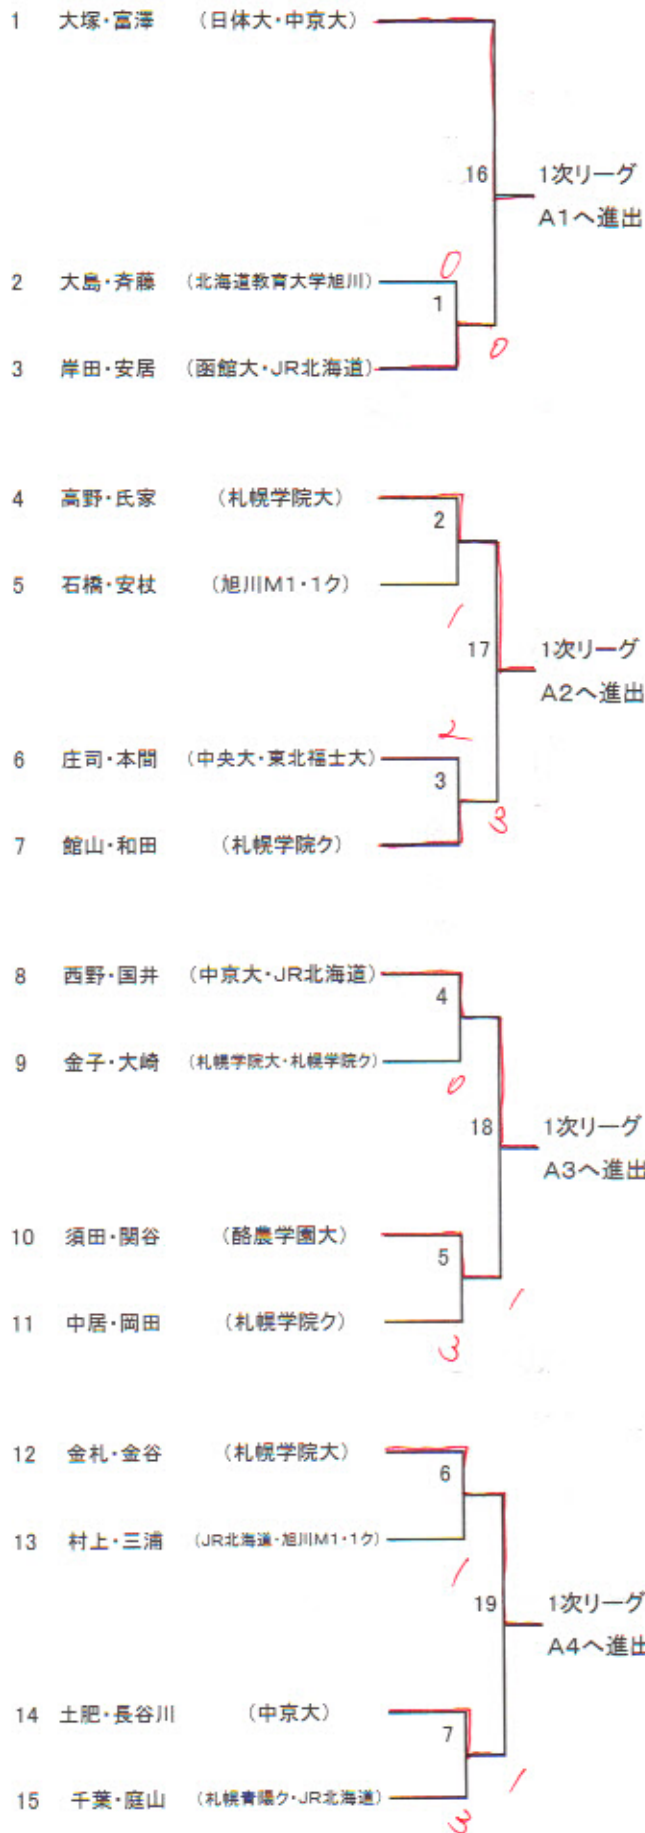 1 大塚・富澤 (日体大・中京大)
16 1次リーグ
A1へ進出
0
2 大島・斉藤 (北海道教育大学旭川)
1
0
3 岸田・安居 (函館大・JR北海道)
4 高野・氏家 (札幌学院大)
2
5 石橋・安杖 (旭川M1・1ク)
1
17 1次リーグ
A2へ進出
2
6 庄司・本間 (中央大・東北福士大)
3
3
7 館山・和田 (札幌学院ク)
8 西野・国井 (中京大・JR北海道)
4
9 金子・大崎 (札幌学院大・札幌学院ク)
0
18 1次リーグ
A3へ進出
10 須田・関谷 (酪農学園大)
5
1
11 中居・岡田 (札幌学院ク)
3
12 金札・金谷 (札幌学院大)
6
13 村上・三浦 (JR北海道・旭川M1・1ク)
1
19 1次リーグ
A4へ進出
14 土肥・長谷川 (中京大)
7
1
15 千葉・庭山 (札幌青陽ク・JR北海道)
3